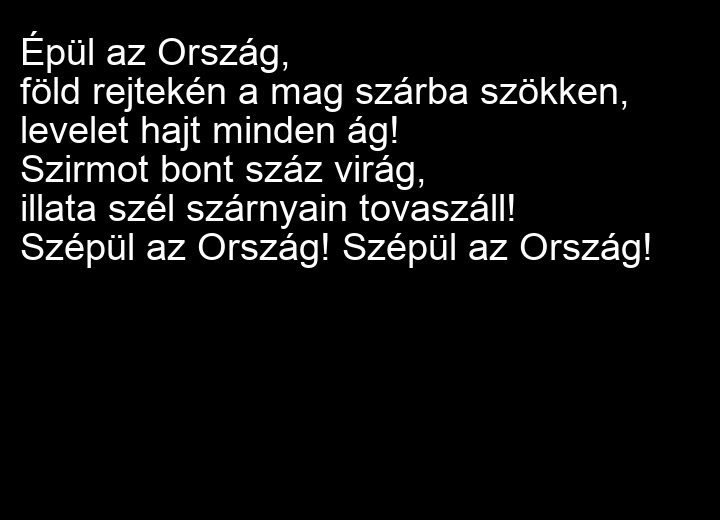 Épül az Ország,
föld rejtekén a mag szárba szökken,
levelet hajt minden ág!
Szirmot bont száz virág,
illata szél szárnyain tovaszáll!
Szépül az Ország! Szépül az Ország!